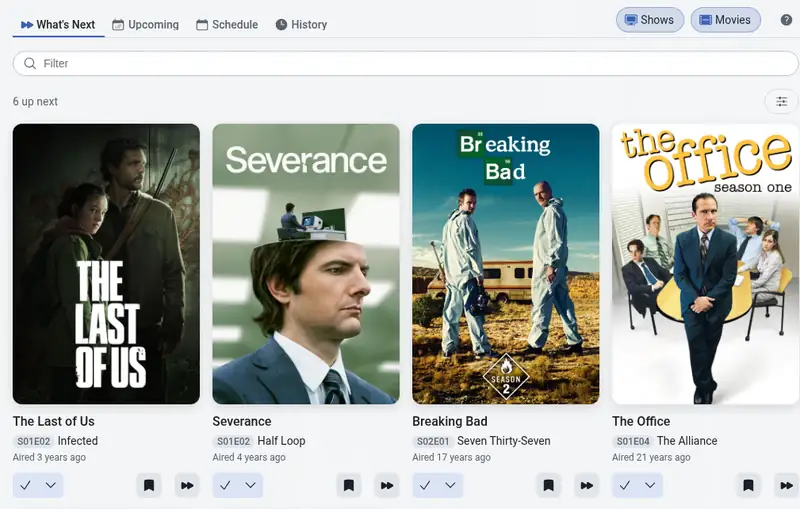 What's Next
Upcoming
Schedule
History
Shows
Movies
?
Filter
6 up next
THE
LAST
OF US
Severance
Breaking
Bad
SEASON
2
the
office
season one
The Last of Us
S01E02 Infected
Aired 3 years ago
Severance
S01E02 Half Loop
Aired 4 years ago
Breaking Bad
S02E01 Seven Thirty-Seven
Aired 17 years ago
The Office
S01E04 The Alliance
Aired 21 years ago